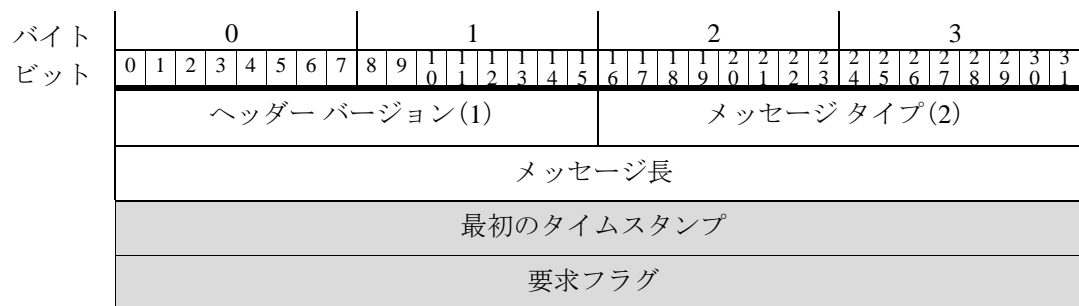 バイト 0 1 2 3
ビット 0 1 2 3 4 5 6 7 8 9 10 11 12 13 14 15 16 17 18 19 20 21 22 23 24 25 26 27 28 29 30 31
ヘッダー バージョン(1) メッセージ タイプ(2)
メッセージ長
最初のタイムスタンプ
要求フラグ